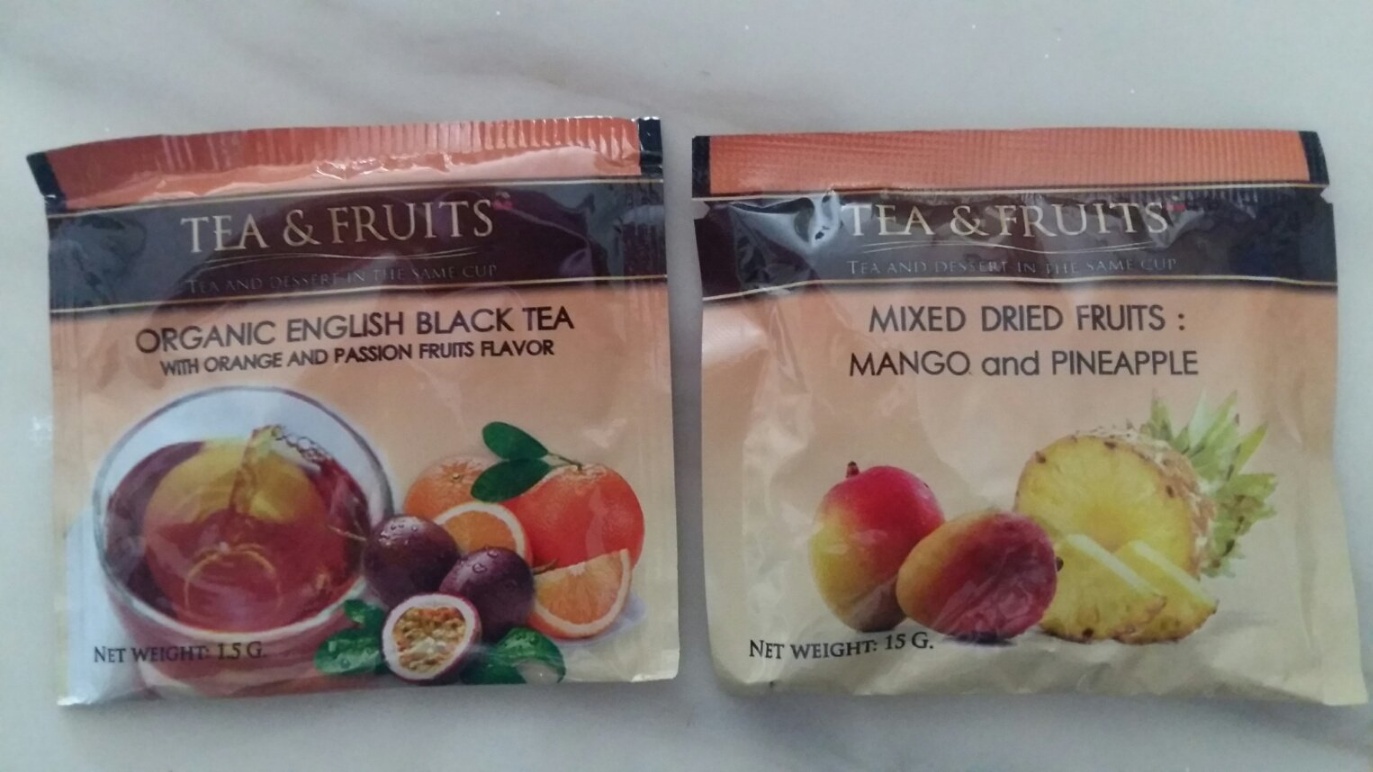 TEA & FRUITS
TEA AND DESSERT IN THE SAME CUP
ORGANIC ENGLISH BLACK TEA
WITH ORANGE AND PASSION FRUITS FLAVOR
NET WEIGHT: 1.5 G.
TEA & FRUITS
TEA AND DESSERT IN THE SAME CUP
MIXED DRIED FRUITS :
MANGO and PINEAPPLE
NET WEIGHT: 15 G.